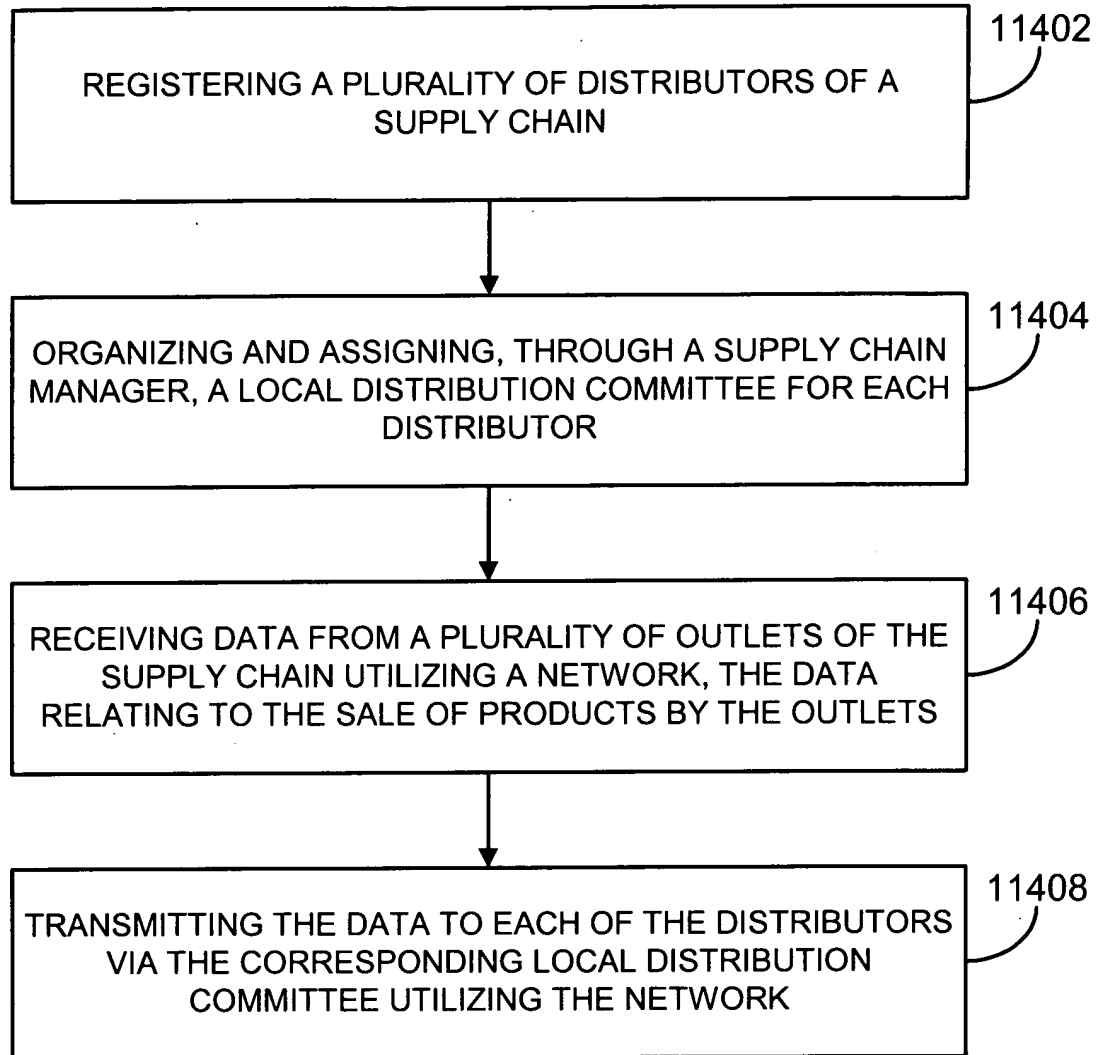 11402
REGISTERING A PLURALITY OF DISTRIBUTORS OF A
SUPPLY CHAIN
11404
ORGANIZING AND ASSIGNING, THROUGH A SUPPLY CHAIN
MANAGER, A LOCAL DISTRIBUTION COMMITTEE FOR EACH
DISTRIBUTOR
11406
RECEIVING DATA FROM A PLURALITY OF OUTLETS OF THE
SUPPLY CHAIN UTILIZING A NETWORK, THE DATA
RELATING TO THE SALE OF PRODUCTS BY THE OUTLETS
11408
TRANSMITTING THE DATA TO EACH OF THE DISTRIBUTORS
VIA THE CORRESPONDING LOCAL DISTRIBUTION
COMMITTEE UTILIZING THE NETWORK